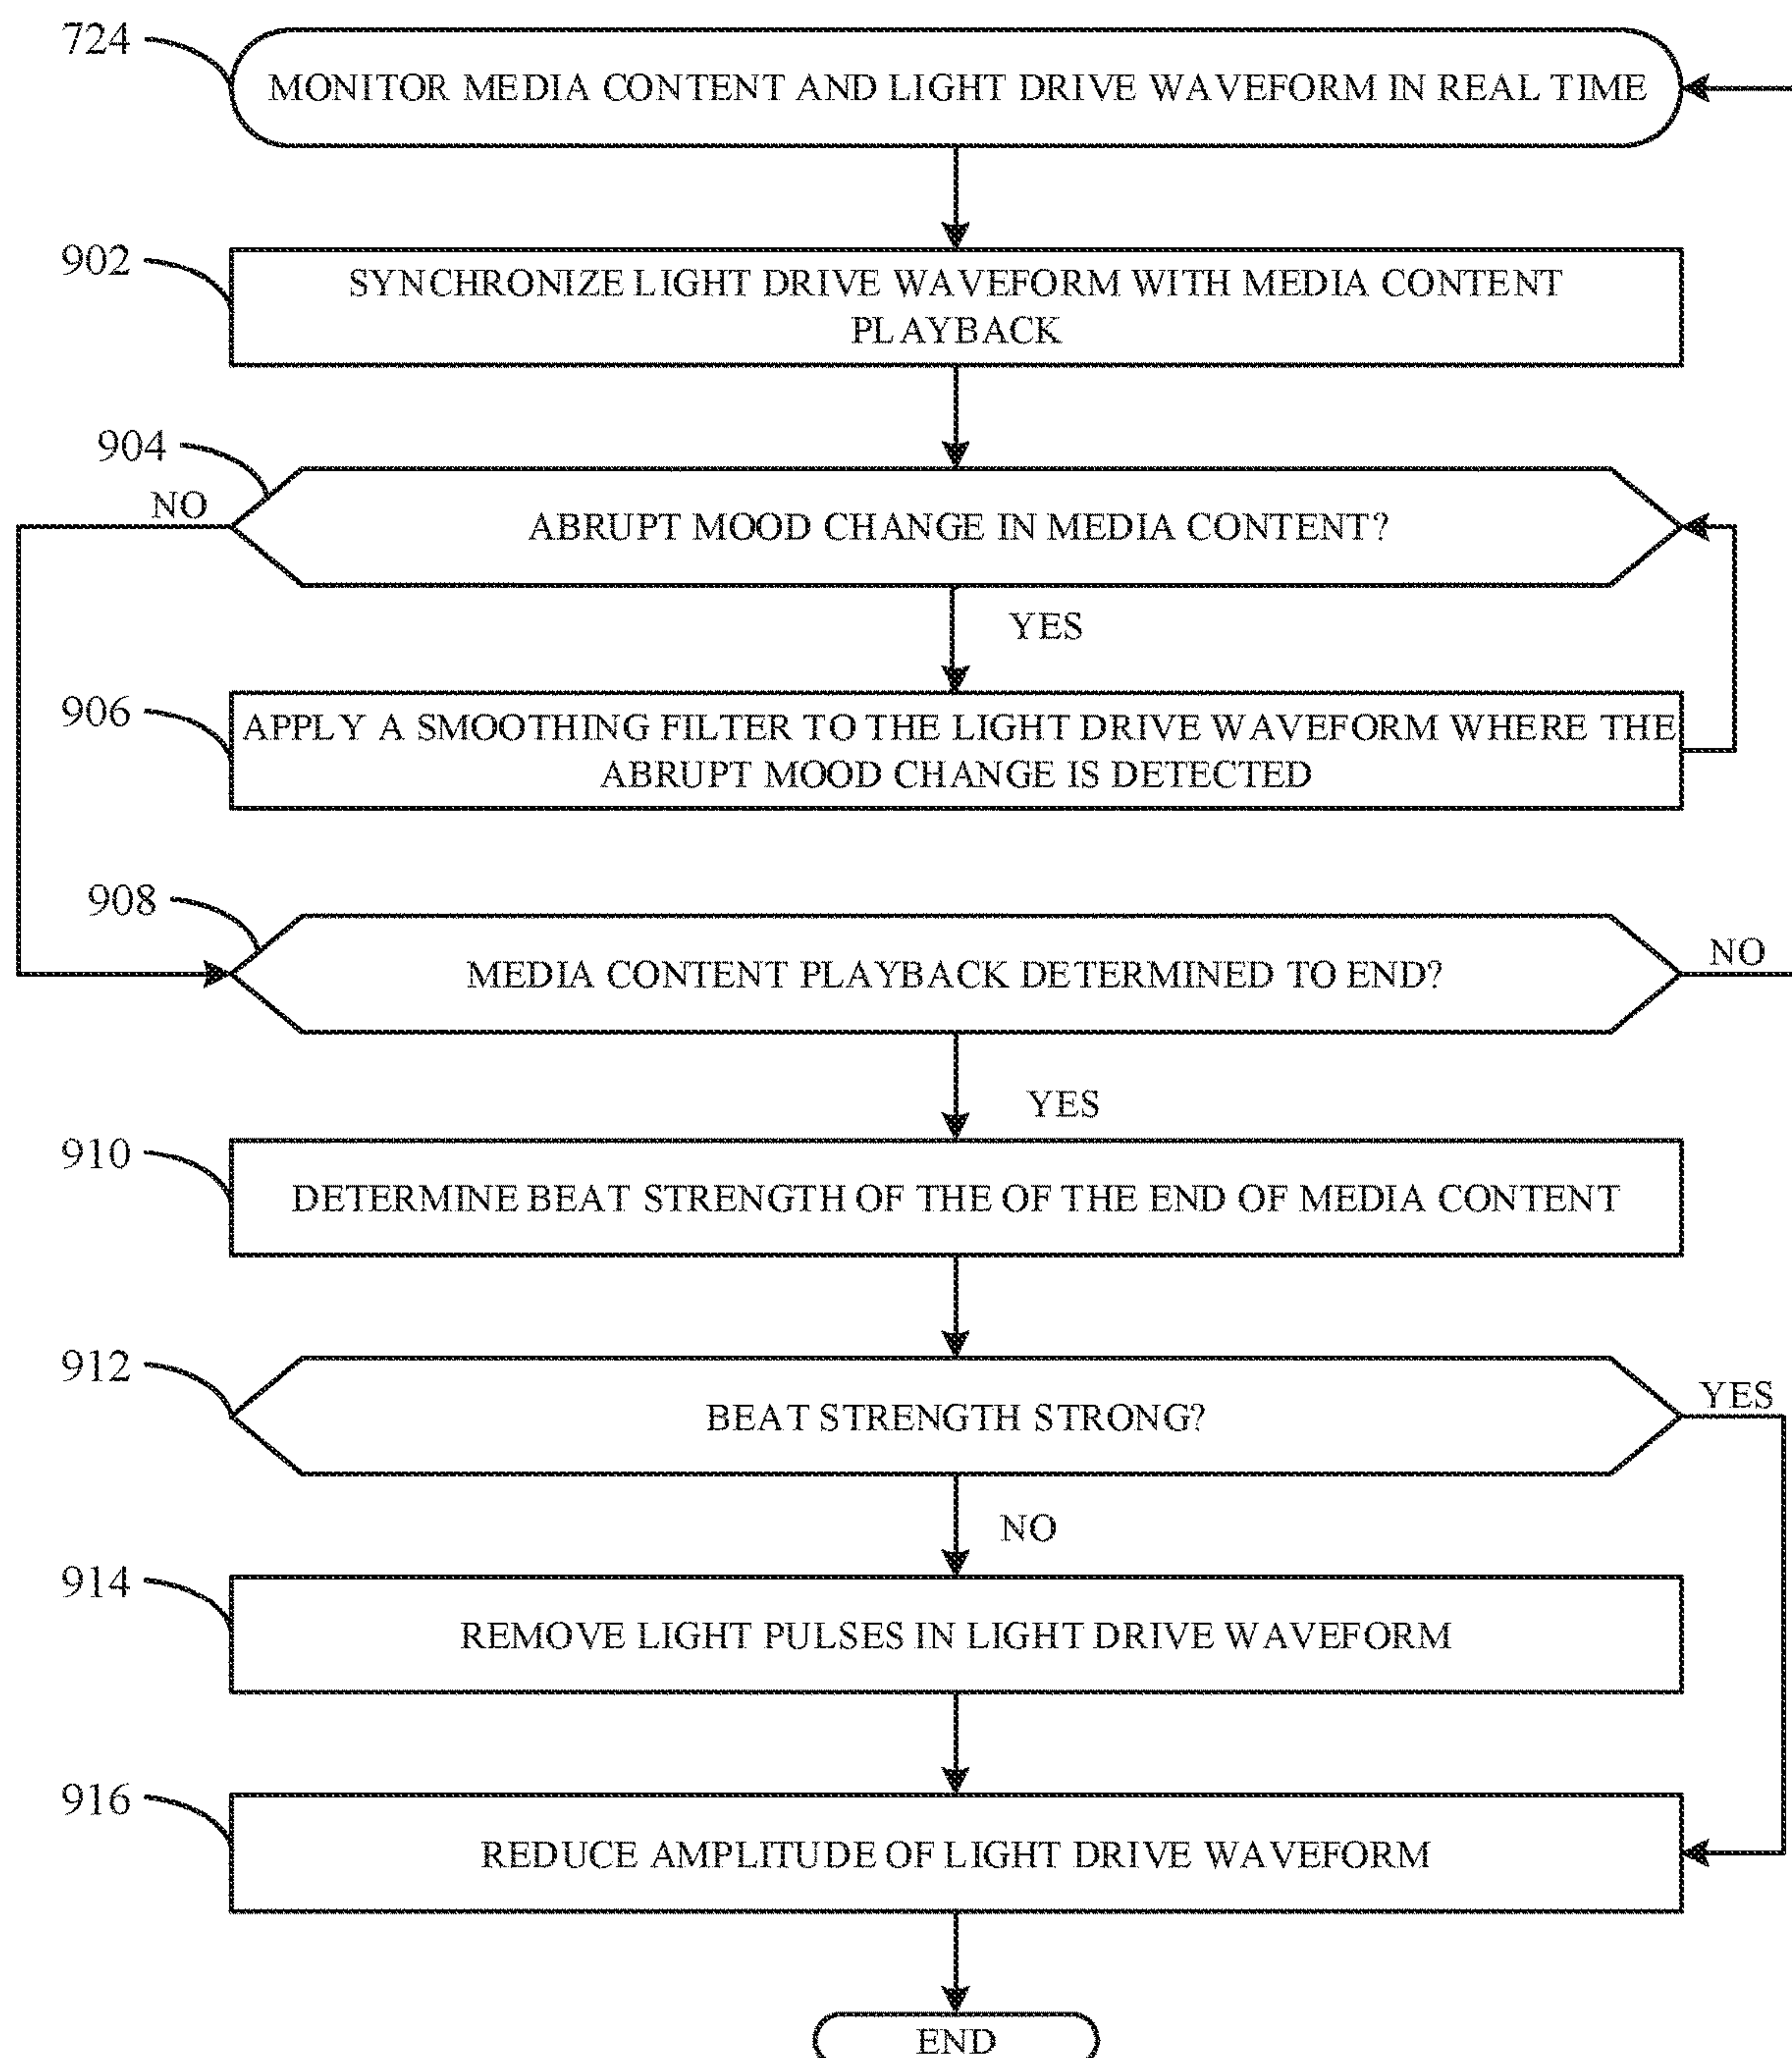 724
MONITOR MEDIA CONTENT AND LIGHT DRIVE WAVEFORM IN REAL TIME
902
SYNCHRONIZE LIGHT DRIVE WAVEFORM WITH MEDIA CONTENT
PLAYBACK
904
NO
ABRUPT MOOD CHANGE IN MEDIA CONTENT?
YES
906
APPLY A SMOOTHING FILTER TO THE LIGHT DRIVE WAVEFORM WHERE THE
ABRUPT MOOD CHANGE IS DETECTED
908
MEDIA CONTENT PLAYBACK DETERMINED TO END?
NO
YES
910
DETERMINE BEAT STRENGTH OF THE OF THE END OF MEDIA CONTENT
912
BEAT STRENGTH STRONG?
YES
NO
914
REMOVE LIGHT PULSES IN LIGHT DRIVE WAVEFORM
916
REDUCE AMPLITUDE OF LIGHT DRIVE WAVEFORM
END